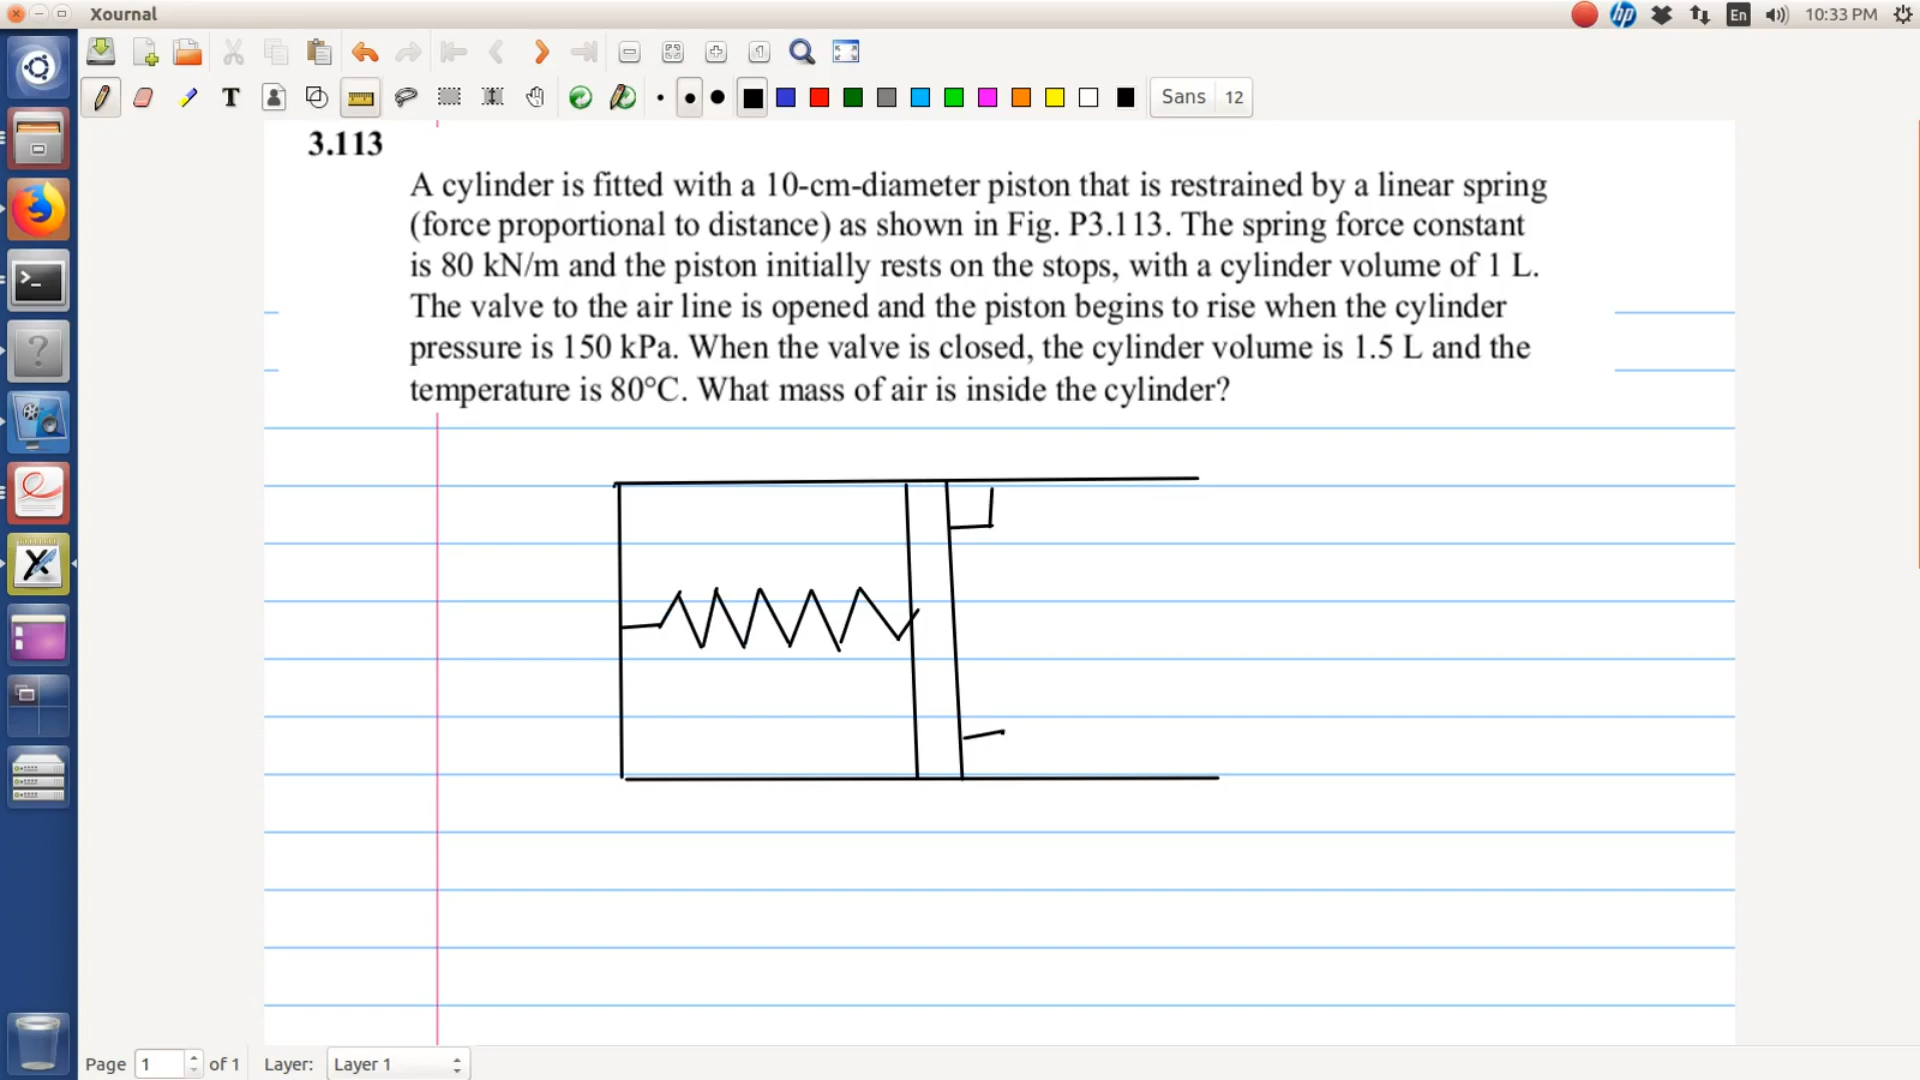 Xournal
En
10:33 PM
T
Sans 12
3.113
A cylinder is fitted with a 10-cm-diameter piston that is restrained by a linear spring
(force proportional to distance) as shown in Fig. P3.113. The spring force constant
is 80 kN/m and the piston initially rests on the stops, with a cylinder volume of 1 L.
The valve to the air line is opened and the piston begins to rise when the cylinder
pressure is 150 kPa. When the valve is closed, the cylinder volume is 1.5 L and the
temperature is 80°C. What mass of air is inside the cylinder?
Page 1 of 1 Layer: Layer 1